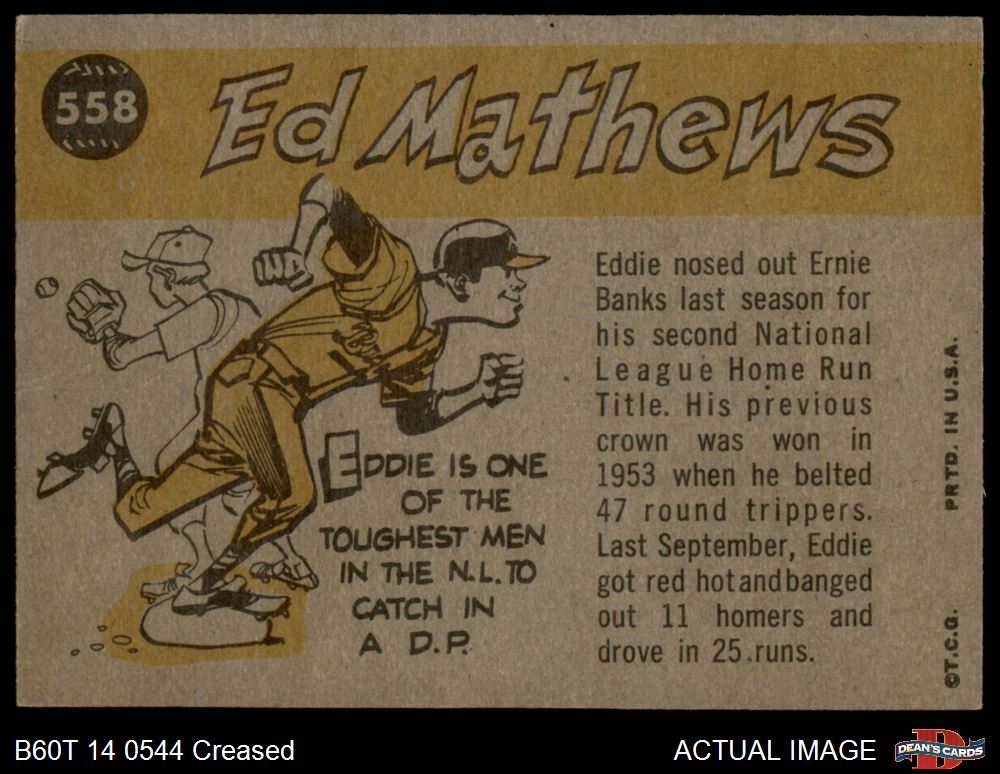 558
Ed Mathews
Eddie nosed out Ernie
Banks last season for
his second National
League Home Run
Title. His previous
crown was won in
1953 when he belted
47 round trippers.
Last September, Eddie
got red hot and banged
out 11 homers and
drove in 25 runs.
EDDIE IS ONE
OF THE
TOUGHEST MEN
IN THE N.L. TO
CATCH IN
A D.P.
PRTD. IN U.S.A.
©T.C.G.
B60T 14 0544 Creased
ACTUAL IMAGE
D
DEAN'S CARDS